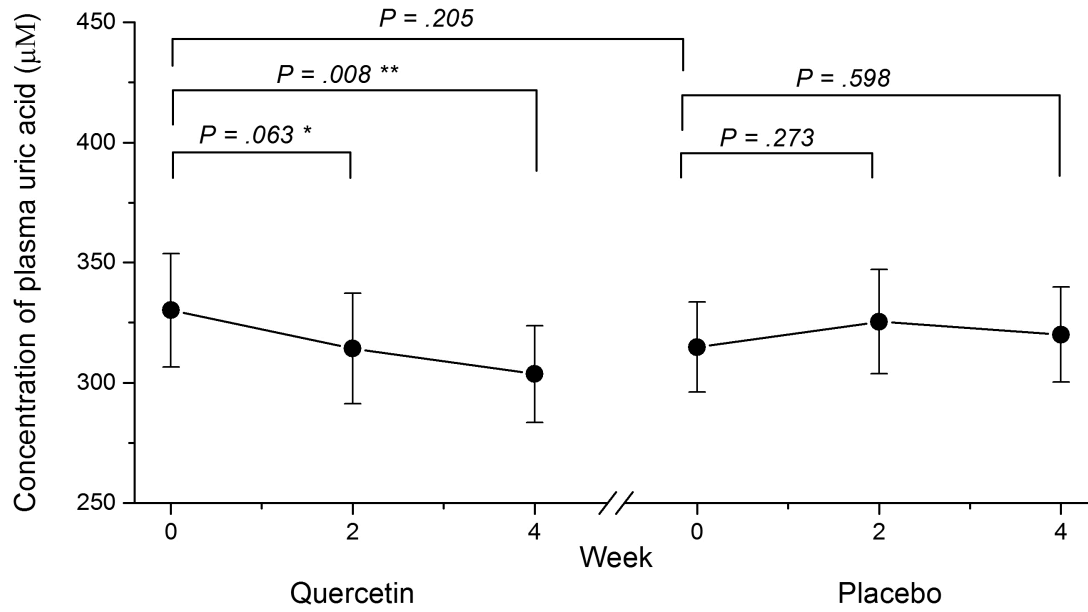 Concentration of plasma uric acid (µM)
450
400
350
300
250
P = .205
P = .008 **
P = .598
P = .063 *
P = .273
0 2 4 0 2 4
Week
Quercetin Placebo